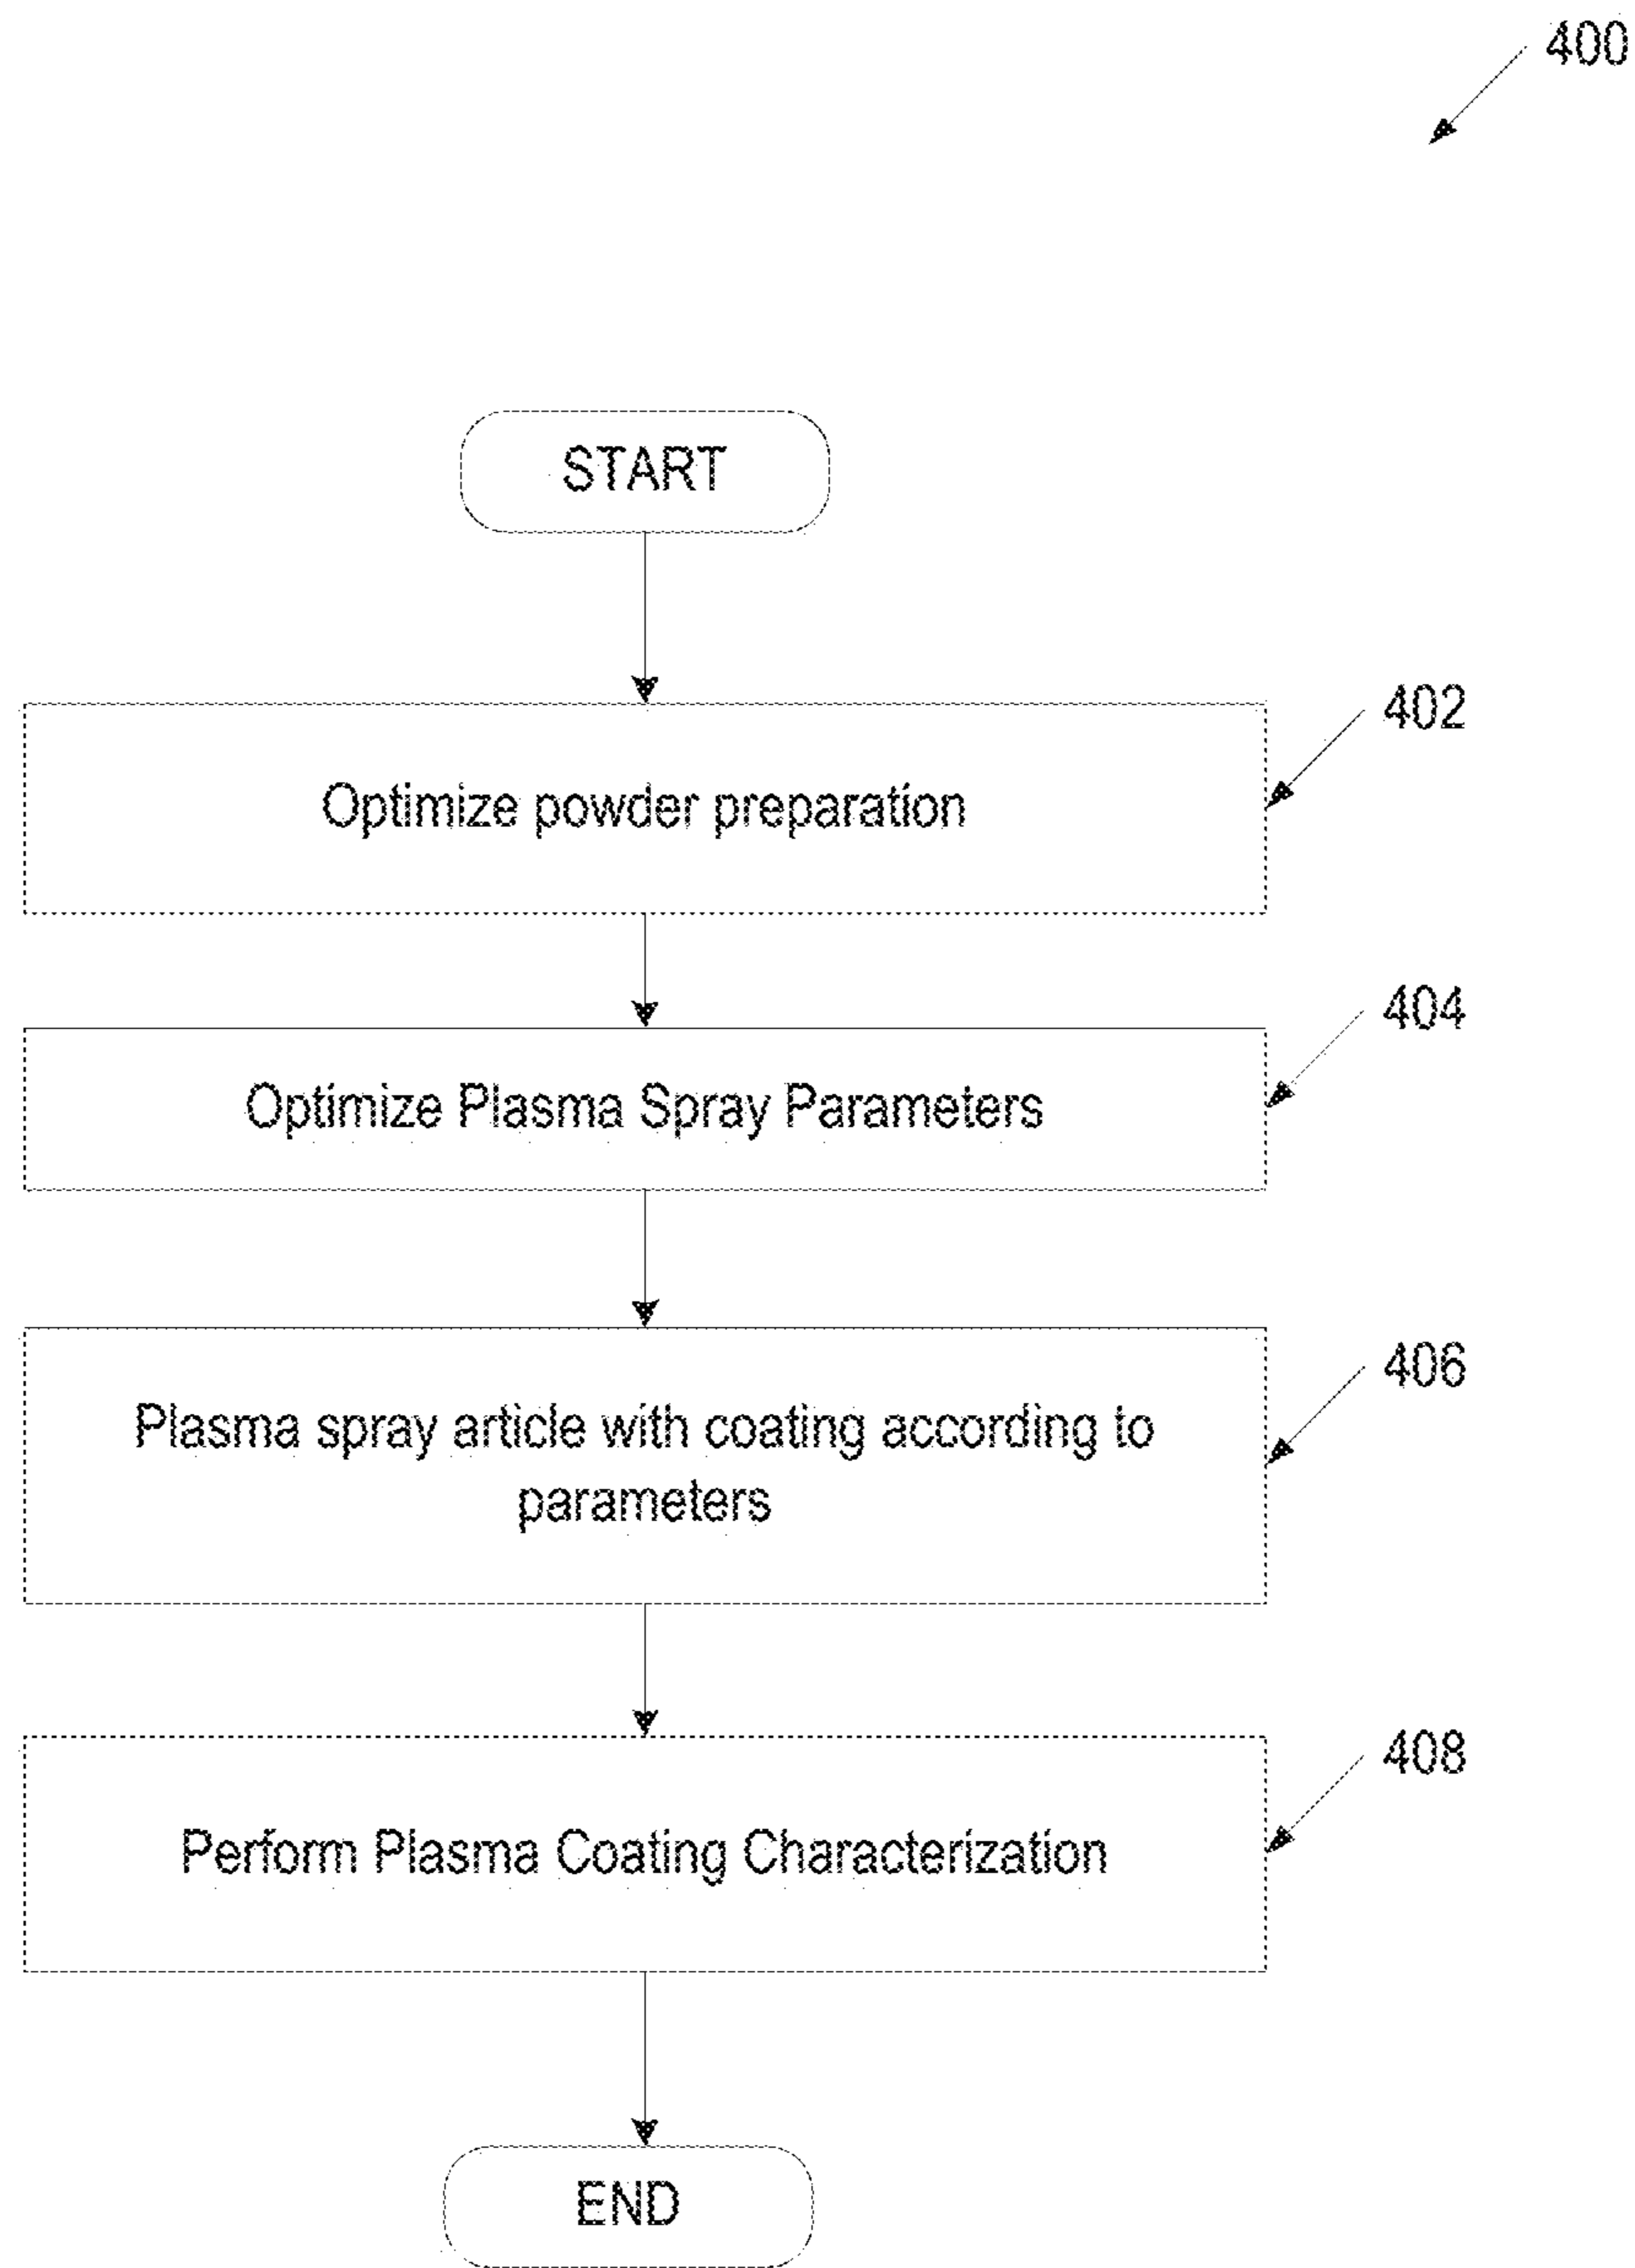 400
START
402
Optimize powder preparation
404
Optimize Plasma Spray Parameters
406
Plasma spray article with coating according to
parameters
408
Perform Plasma Coating Characterization
END